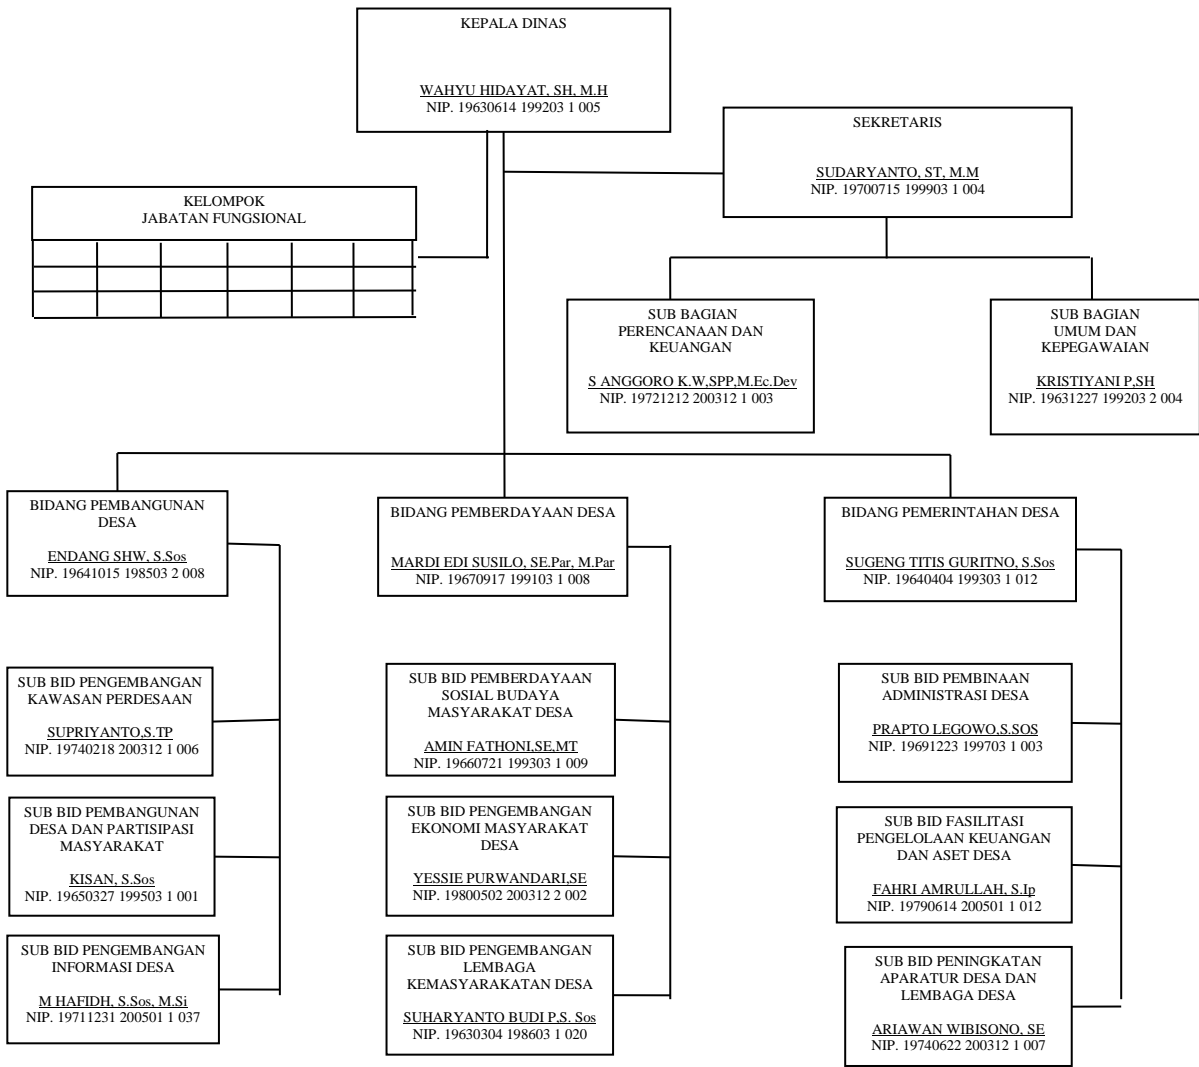 KEPALA DINAS
WAHYU HIDAYAT, SH, M.H
NIP. 19630614 199203 1 005
SEKRETARIS
SUDARYANTO, ST, M.M
NIP. 19700715 199903 1 004
KELOMPOK
JABATAN FUNGSIONAL
SUB BAGIAN
PERENCANAAN DAN
KEUANGAN
S ANGGORO K.W,SPP,M.Ec.Dev
NIP. 19721212 200312 1 003
SUB BAGIAN
UMUM DAN
KEPEGAWAIAN
KRISTIYANI P,SH
NIP. 19631227 199203 2 004
BIDANG PEMBANGUNAN
DESA
ENDANG SHW, S.Sos
NIP. 19641015 198503 2 008
BIDANG PEMBERDAYAAN DESA
MARDI EDI SUSILO, SE.Par, M.Par
NIP. 19670917 199103 1 008
BIDANG PEMERINTAHAN DESA
SUGENG TITIS GURITNO, S.Sos
NIP. 19640404 199303 1 012
SUB BID PENGEMBANGAN
KAWASAN PERDESAAN
SUPRIYANTO,S.TP
NIP. 19740218 200312 1 006
SUB BID PEMBERDAYAAN
SOSIAL BUDAYA
MASYARAKAT DESA
AMIN FATHONI,SE,MT
NIP. 19660721 199303 1 009
SUB BID PEMBINAAN
ADMINISTRASI DESA
PRAPTO LEGOWO,S.SOS
NIP. 19691223 199703 1 003
SUB BID PEMBANGUNAN
DESA DAN PARTISIPASI
MASYARAKAT
KISAN, S.Sos
NIP. 19650327 199503 1 001
SUB BID PENGEMBANGAN
EKONOMI MASYARAKAT
DESA
YESSIE PURWANDARI,SE
NIP. 19800502 200312 2 002
SUB BID FASILITASI
PENGELOLAAN KEUANGAN
DAN ASET DESA
FAHRI AMRULLAH, S.Ip
NIP. 19790614 200501 1 012
SUB BID PENGEMBANGAN
INFORMASI DESA
M HAFIDH, S.Sos, M.Si
NIP. 19711231 200501 1 037
SUB BID PENGEMBANGAN
LEMBAGA
KEMASYARAKATAN DESA
SUHARYANTO BUDI P,S. Sos
NIP. 19630304 198603 1 020
SUB BID PENINGKATAN
APARATUR DESA DAN
LEMBAGA DESA
ARIAWAN WIBISONO, SE
NIP. 19740622 200312 1 007